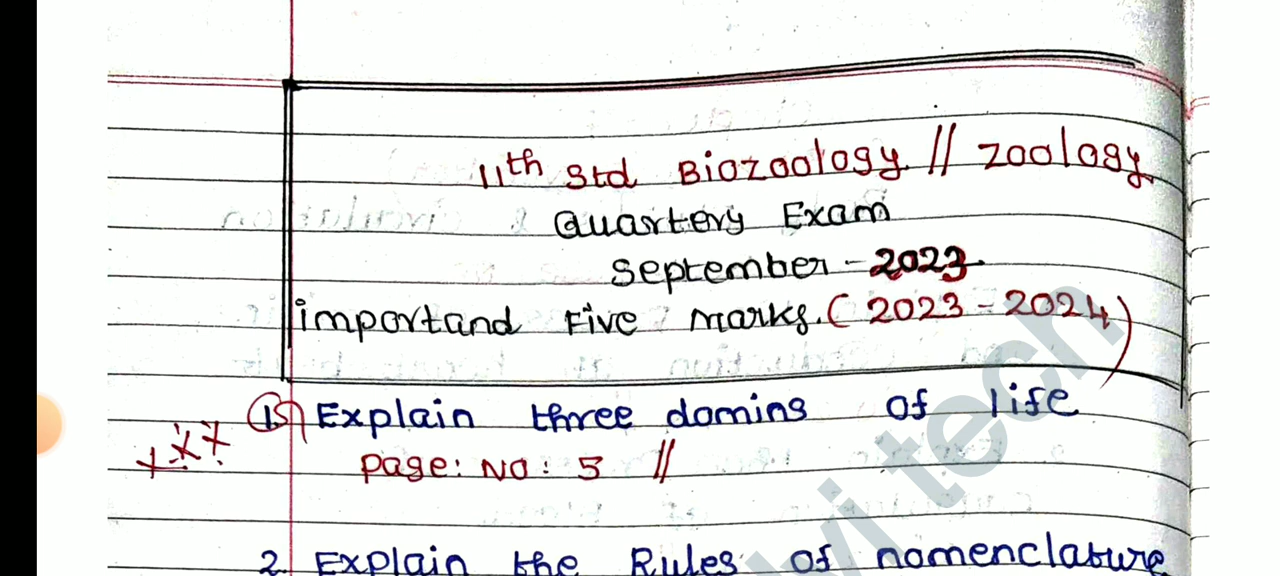 11th Std Biozoology // Zoology
Quartery Exam
September - 2023
importand Five marks. (2023 - 2024)
1) Explain three domins of life
Page: No: 5 //
2. Explain the Rules of nomenclature
tech